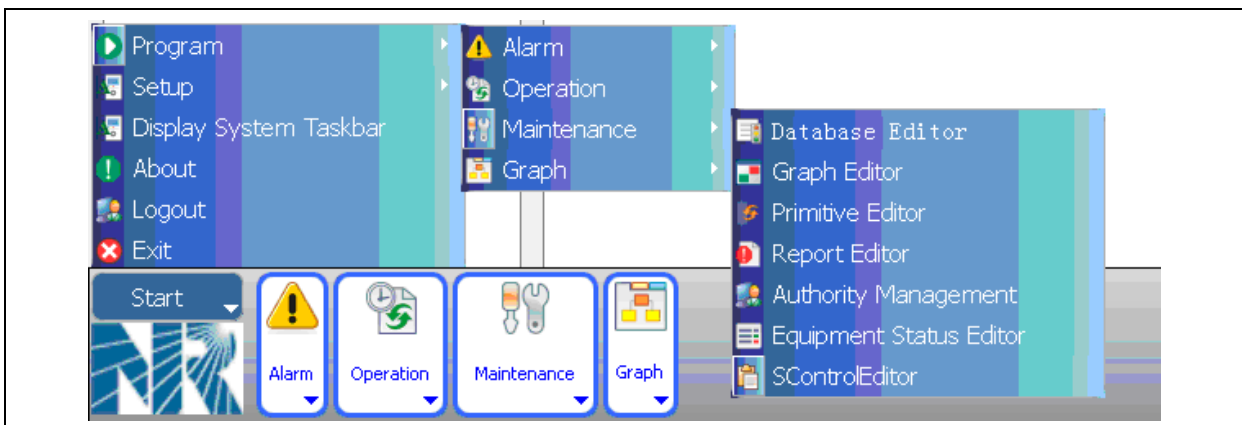 Program
Setup
Display System Taskbar
About
Logout
Exit
Alarm
Operation
Maintenance
Graph
Database Editor
Graph Editor
Primitive Editor
Report Editor
Authority Management
Equipment Status Editor
SControlEditor
Start
NR
Alarm
Operation
Maintenance
Graph